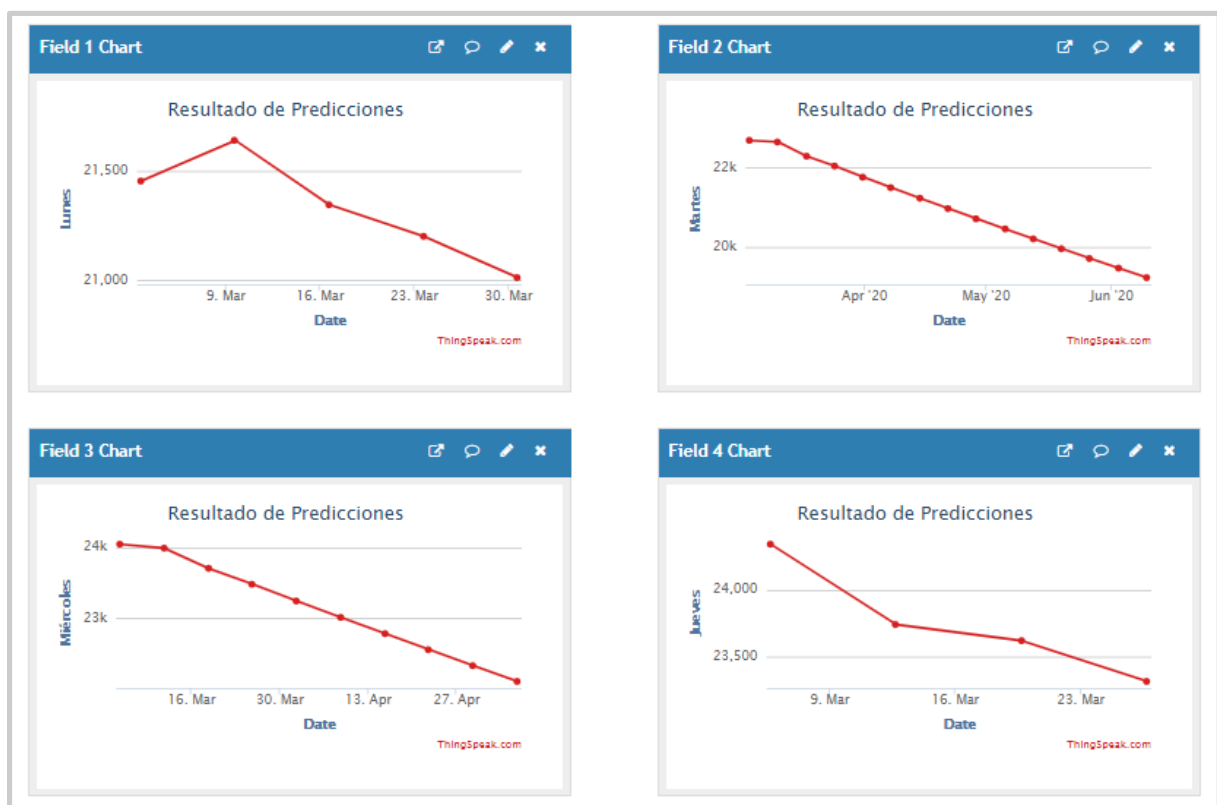 Field 1 Chart
Resultado de Predicciones
21,500
21,000
Lunes
9. Mar 16. Mar 23. Mar 30. Mar
Date
ThingSpeak.com
Field 2 Chart
Resultado de Predicciones
22k
20k
Martes
Apr '20 May '20 Jun '20
Date
ThingSpeak.com
Field 3 Chart
Resultado de Predicciones
24k
23k
Miércoles
16. Mar 30. Mar 13. Apr 27. Apr
Date
ThingSpeak.com
Field 4 Chart
Resultado de Predicciones
24,000
23,500
Jueves
9. Mar 16. Mar 23. Mar
Date
ThingSpeak.com